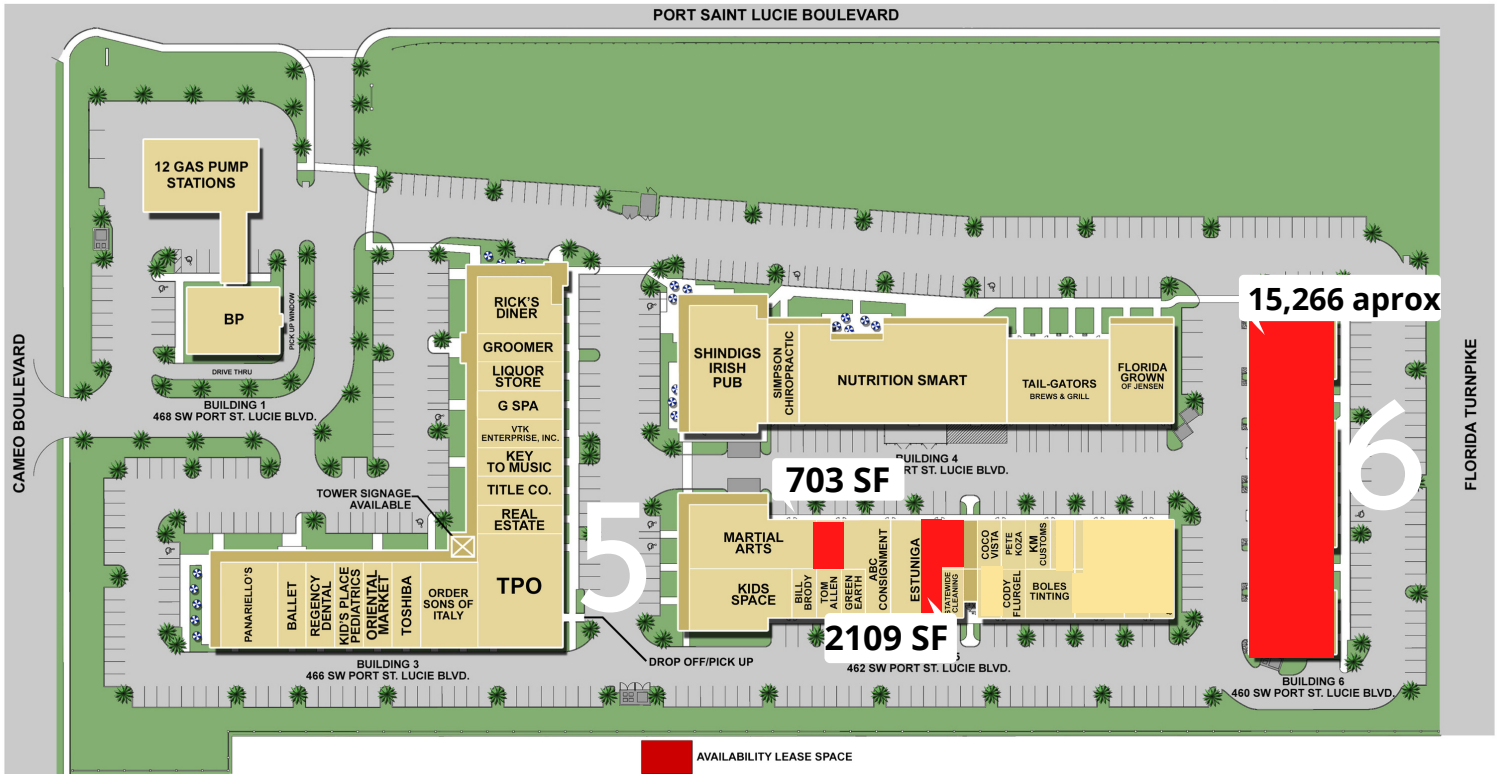 PORT SAINT LUCIE BOULEVARD
12 GAS PUMP
STATIONS
BP
PICK UP WINDOW
DRIVE THRU
BUILDING 1
468 SW PORT ST. LUCIE BLVD.
CAMEO BOULEVARD
RICK'S
DINER
GROOMER
LIQUOR
STORE
G SPA
VTK
ENTERPRISE, INC.
KEY
TO MUSIC
TITLE CO.
REAL
ESTATE
TPO
TOWER SIGNAGE
AVAILABLE
PANARIELLO'S
BALLET
REGENCY
DENTAL
KID'S PLACE
PEDIATRICS
ORIENTAL
MARKET
TOSHIBA
ORDER
SONS OF
ITALY
BUILDING 3
466 SW PORT ST. LUCIE BLVD.
DROP OFF/PICK UP
5
SHINDIGS
IRISH
PUB
SIMPSON
CHIROPRACTIC
NUTRITION SMART
TAIL-GATORS
BREWS & GRILL
FLORIDA
GROWN
OF JENSEN
BUILDING 4
RT ST. LUCIE BLVD.
703 SF
MARTIAL
ARTS
KIDS
SPACE
BILL
BRODY
TOM
ALLEN
GREEN
EARTH
ABC
CONSIGNMENT
ESTUNIGA
STATEWIDE
CLEANING
COCO
VISTA
PETE
KOZA
KM
CUSTOMS
CODY
FLURGEL
BOLES
TINTING
2109 SF
5
462 SW PORT ST. LUCIE BLVD.
15,266 aprox
6
BUILDING 6
460 SW PORT ST. LUCIE BLVD.
FLORIDA TURNPIKE
AVAILABILITY LEASE SPACE